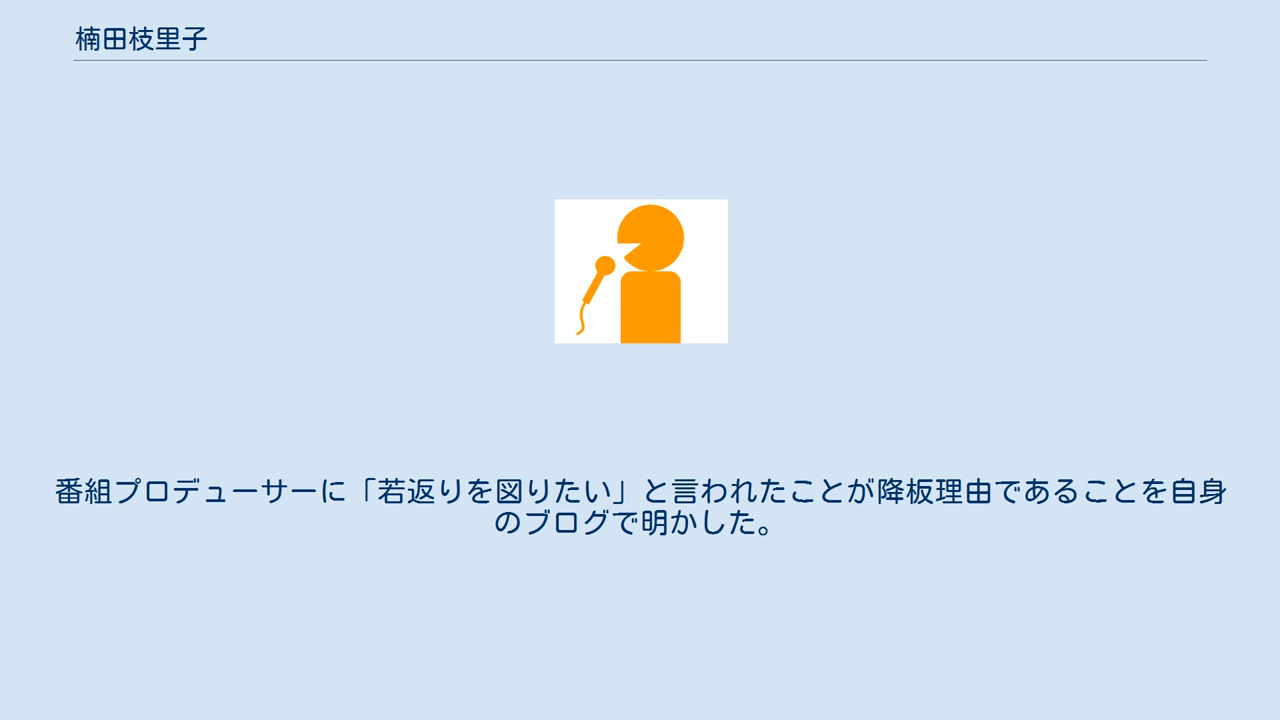 楠田枝里子
番組プロデューサーに「若返りを図りたい」と言われたことが降板理由であることを自身
のブログで明かした。